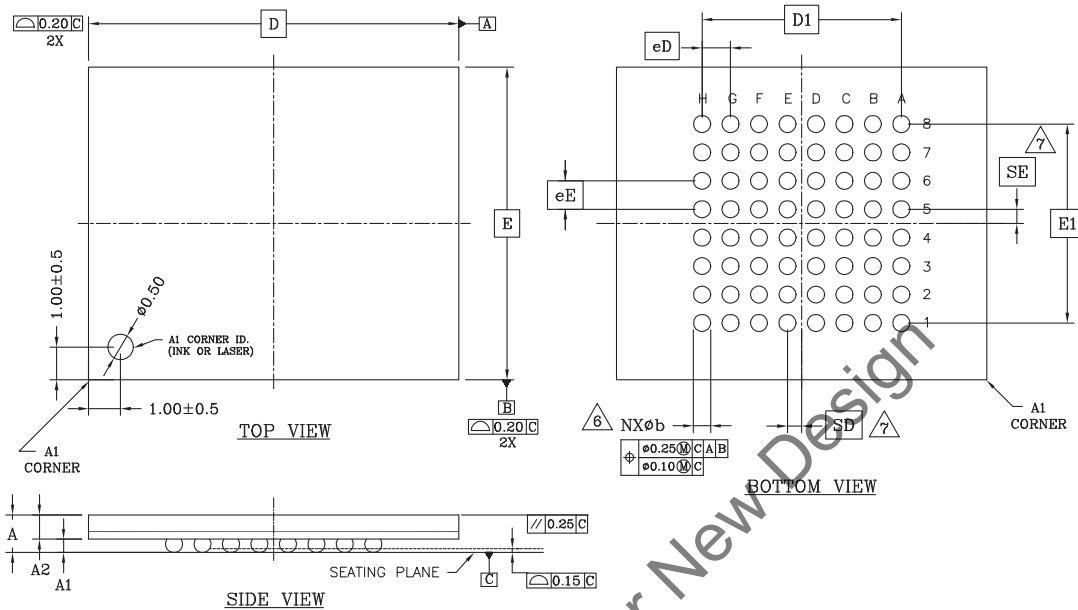 ⌓ 0.20 C
2X
D
A
E
1.00±0.5
ø0.50
A1 CORNER ID.
(INK OR LASER)
1.00±0.5
A1
CORNER
TOP VIEW
B
⌓ 0.20 C
2X
D1
eD
H G F E D C B A
8
7
6
5
4
3
2
1
7
SE
eE
E1
6
NXøb
⌖ ø0.25Ⓜ C A B
ø0.10Ⓜ C
SD
7
A1
CORNER
BOTTOM VIEW
A
A2
A1
// 0.25 C
SEATING PLANE
C
⌓ 0.15 C
SIDE VIEW
r New Design